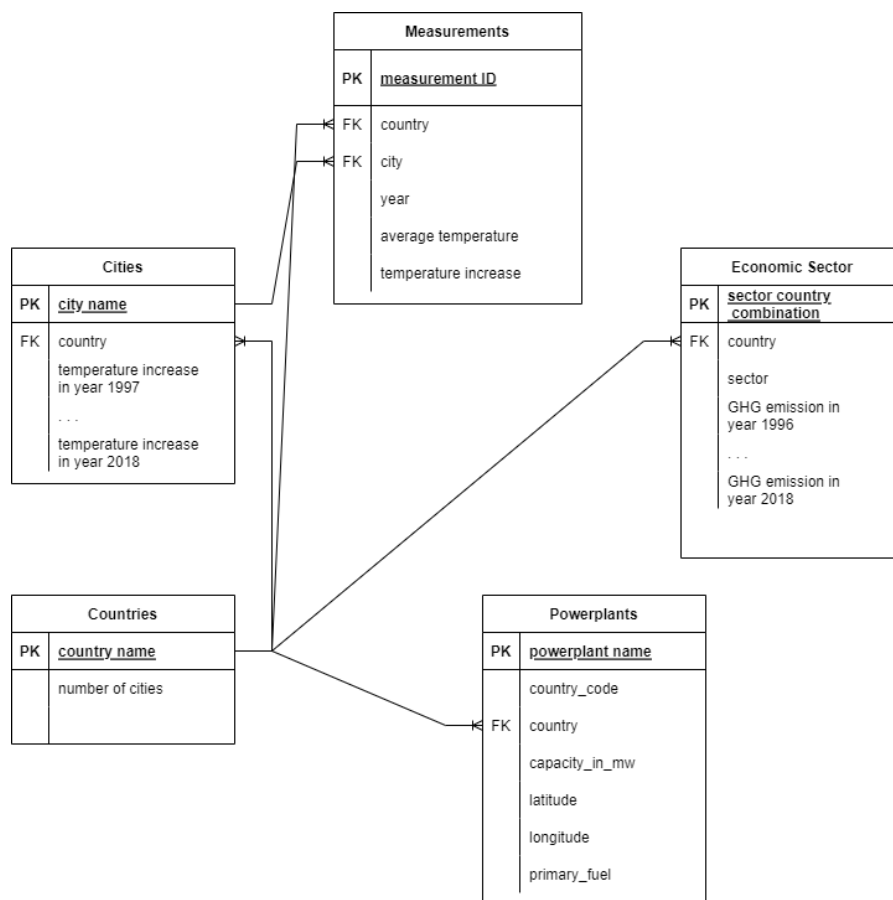 Measurements
PK measurement ID
FK country
FK city
year
average temperature
temperature increase
Cities
PK city name
FK country
temperature increase
in year 1997
. . .
temperature increase
in year 2018
Economic Sector
PK sector country
combination
FK country
sector
GHG emission in
year 1996
. . .
GHG emission in
year 2018
Countries
PK country name
number of cities
Powerplants
PK powerplant name
country_code
FK country
capacity_in_mw
latitude
longitude
primary_fuel